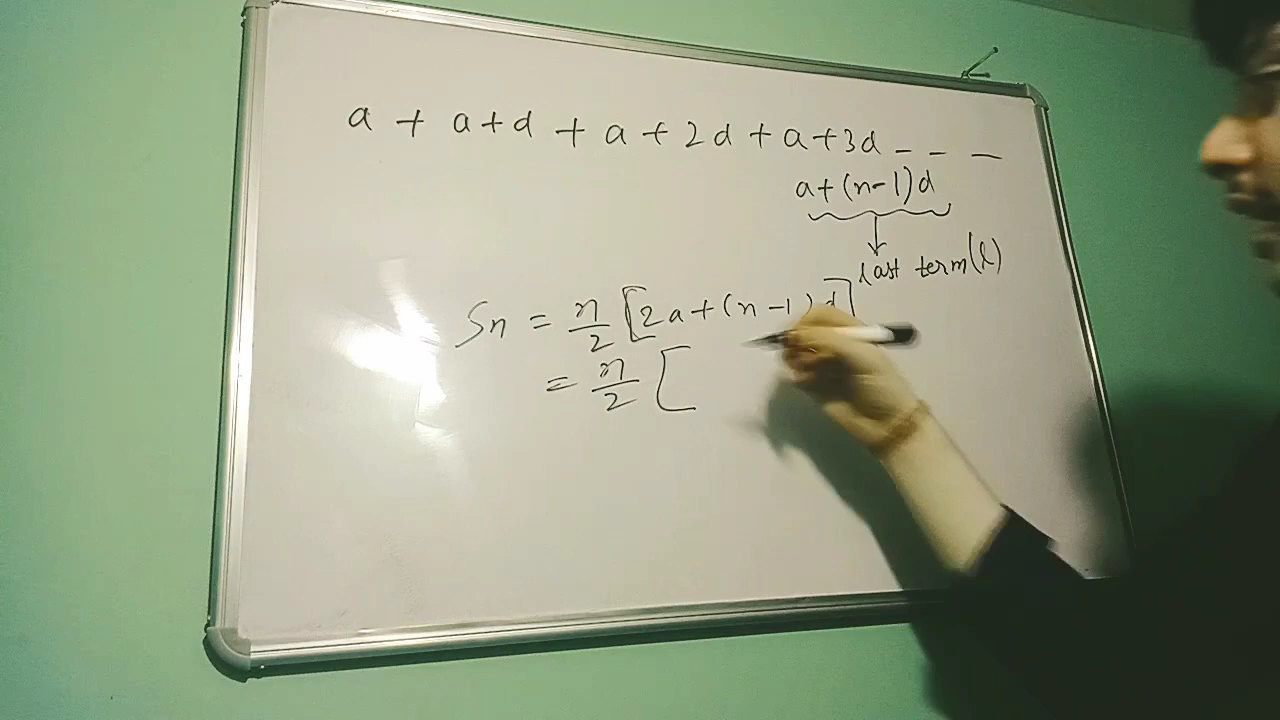 a + a+d + a+2d + a+3d _ _ _
a+(n-1)d
last term(l)
Sn = n/2 [2a+(n-1)d]
= n/2 [